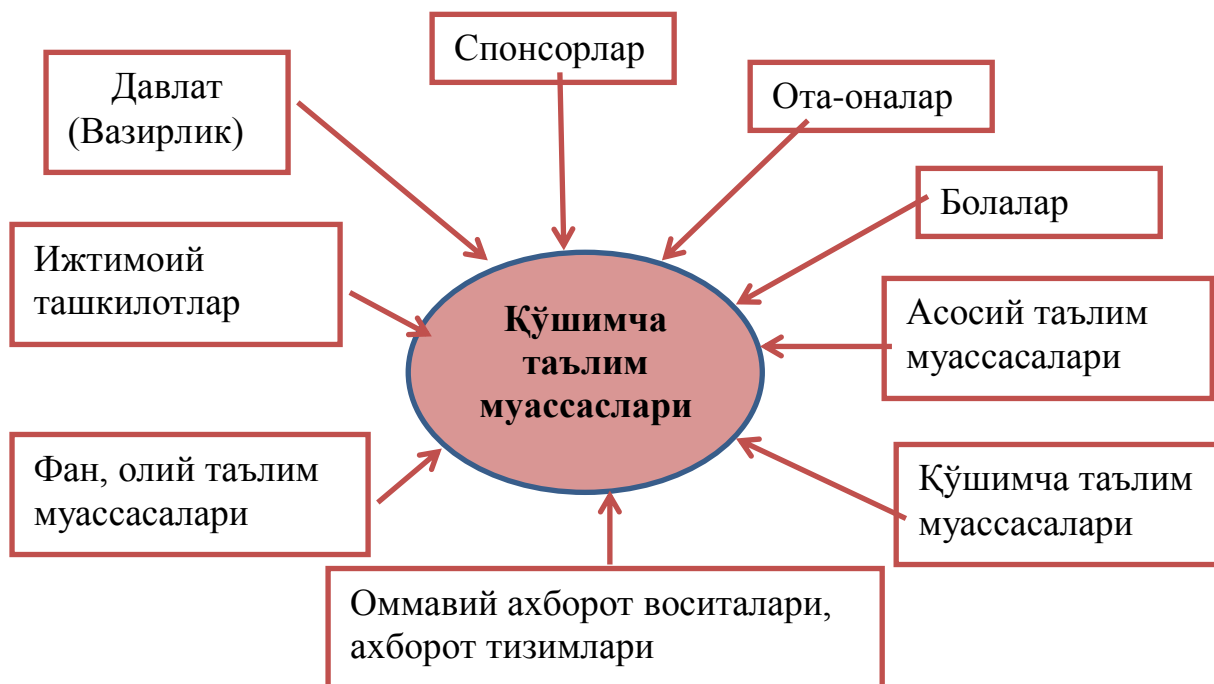 Спонсорлар
Давлат
(Вазирлик)
Ота-оналар
Болалар
Ижтимоий
ташкилотлар
Қўшимча
таълим
муассаслари
Асосий таълим
муассасалари
Фан, олий таълим
муассасалари
Қўшимча таълим
муассасалари
Оммавий ахборот воситалари,
ахборот тизимлари